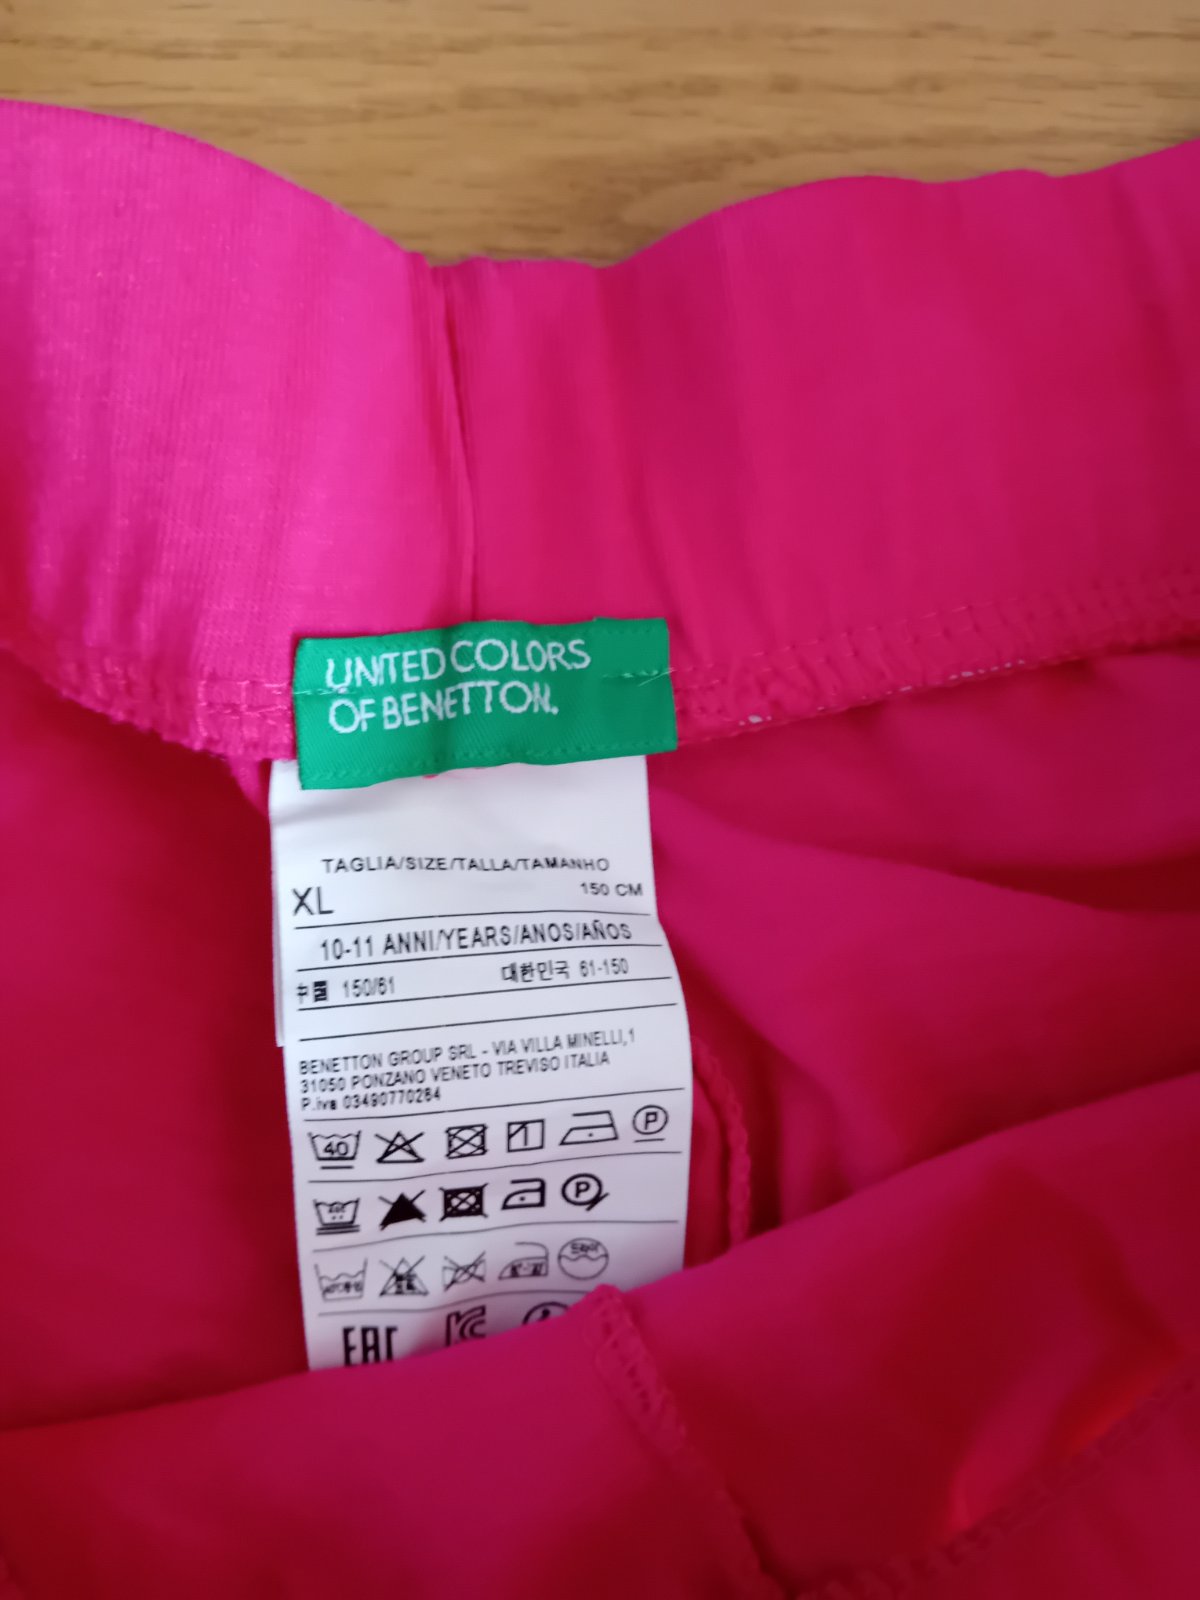 UNITED COLORS
OF BENETTON.
TAGLIA/SIZE/TALLA/TAMANHO
XL 150 CM
10-11 ANNI/YEARS/ANOS/AÑOS
150/61 대한민국 61-150
BENETTON GROUP SRL - VIA VILLA MINELLI,1
31050 PONZANO VENETO TREVISO ITALIA
P.iva 03490770264
40 1 P
P
EAC